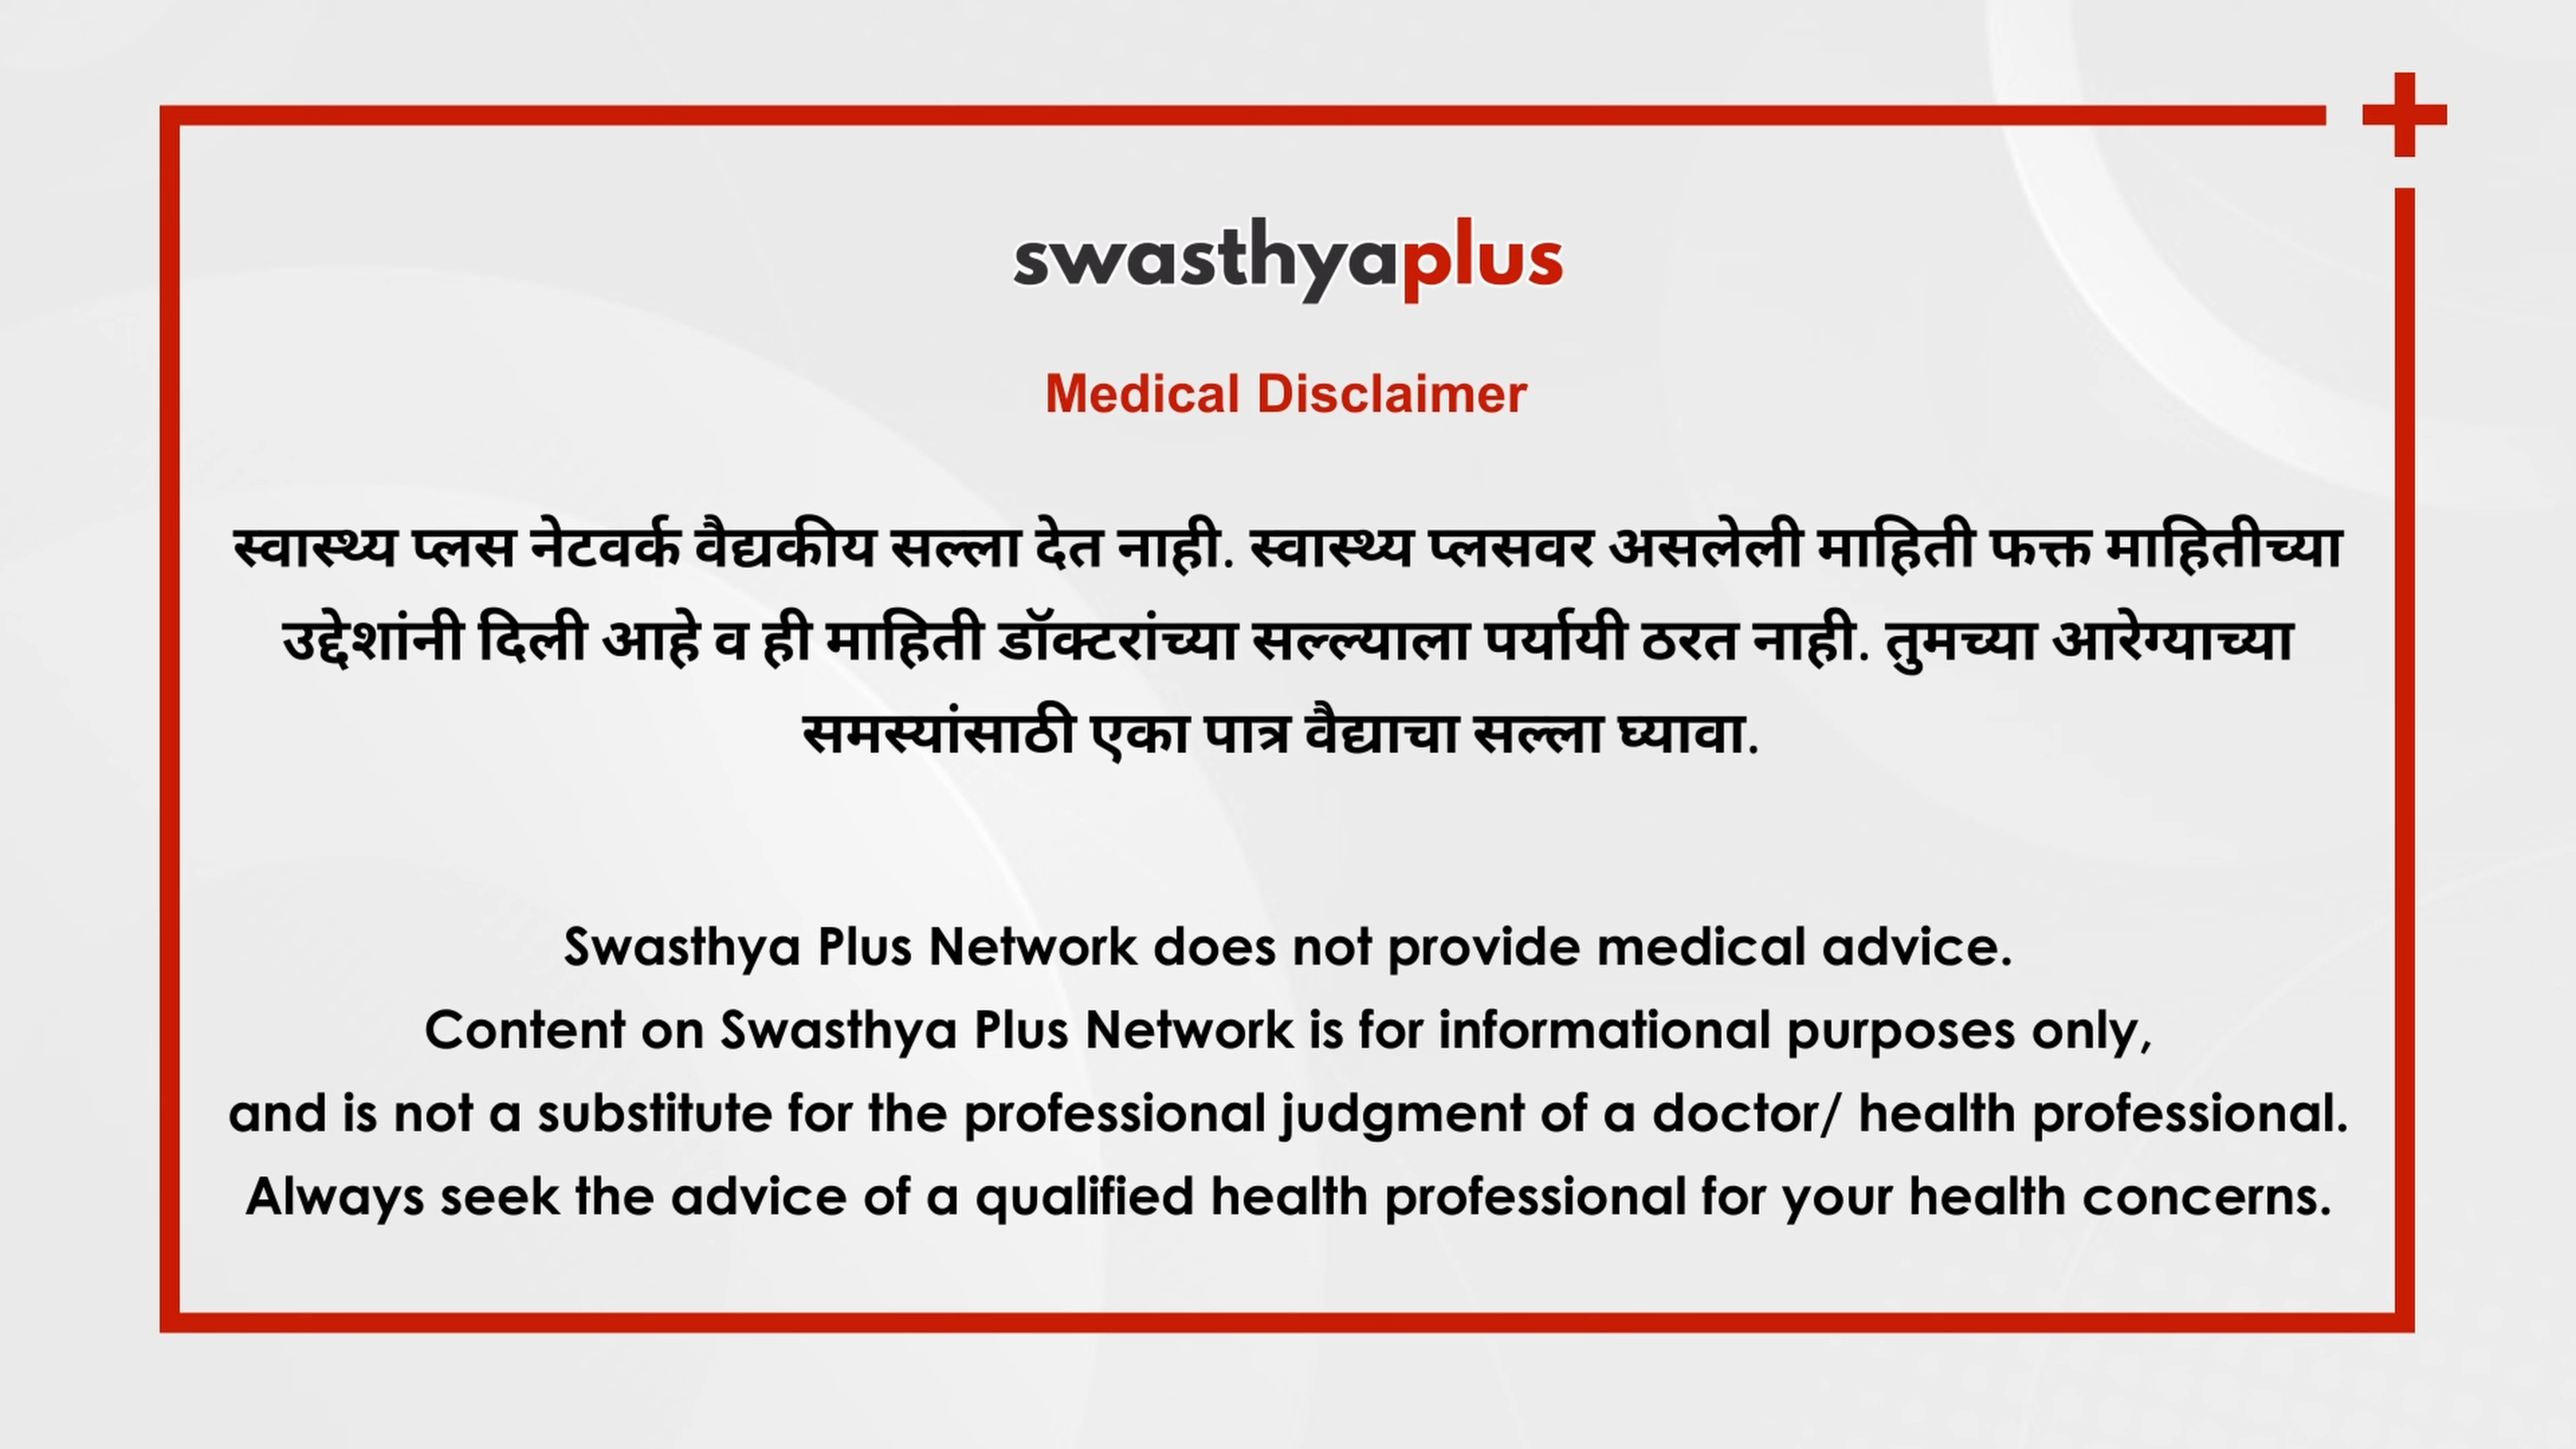 swasthyaplus
Medical Disclaimer
स्वास्थ्य प्लस नेटवर्क वैद्यकीय सल्ला देत नाही. स्वास्थ्य प्लसवर असलेली माहिती फक्त माहितीच्या
उद्देशांनी दिली आहे व ही माहिती डॉक्टरांच्या सल्ल्याला पर्यायी ठरत नाही. तुमच्या आरेग्याच्या
समस्यांसाठी एका पात्र वैद्याचा सल्ला घ्यावा.
Swasthya Plus Network does not provide medical advice.
Content on Swasthya Plus Network is for informational purposes only,
and is not a substitute for the professional judgment of a doctor/ health professional.
Always seek the advice of a qualified health professional for your health concerns.